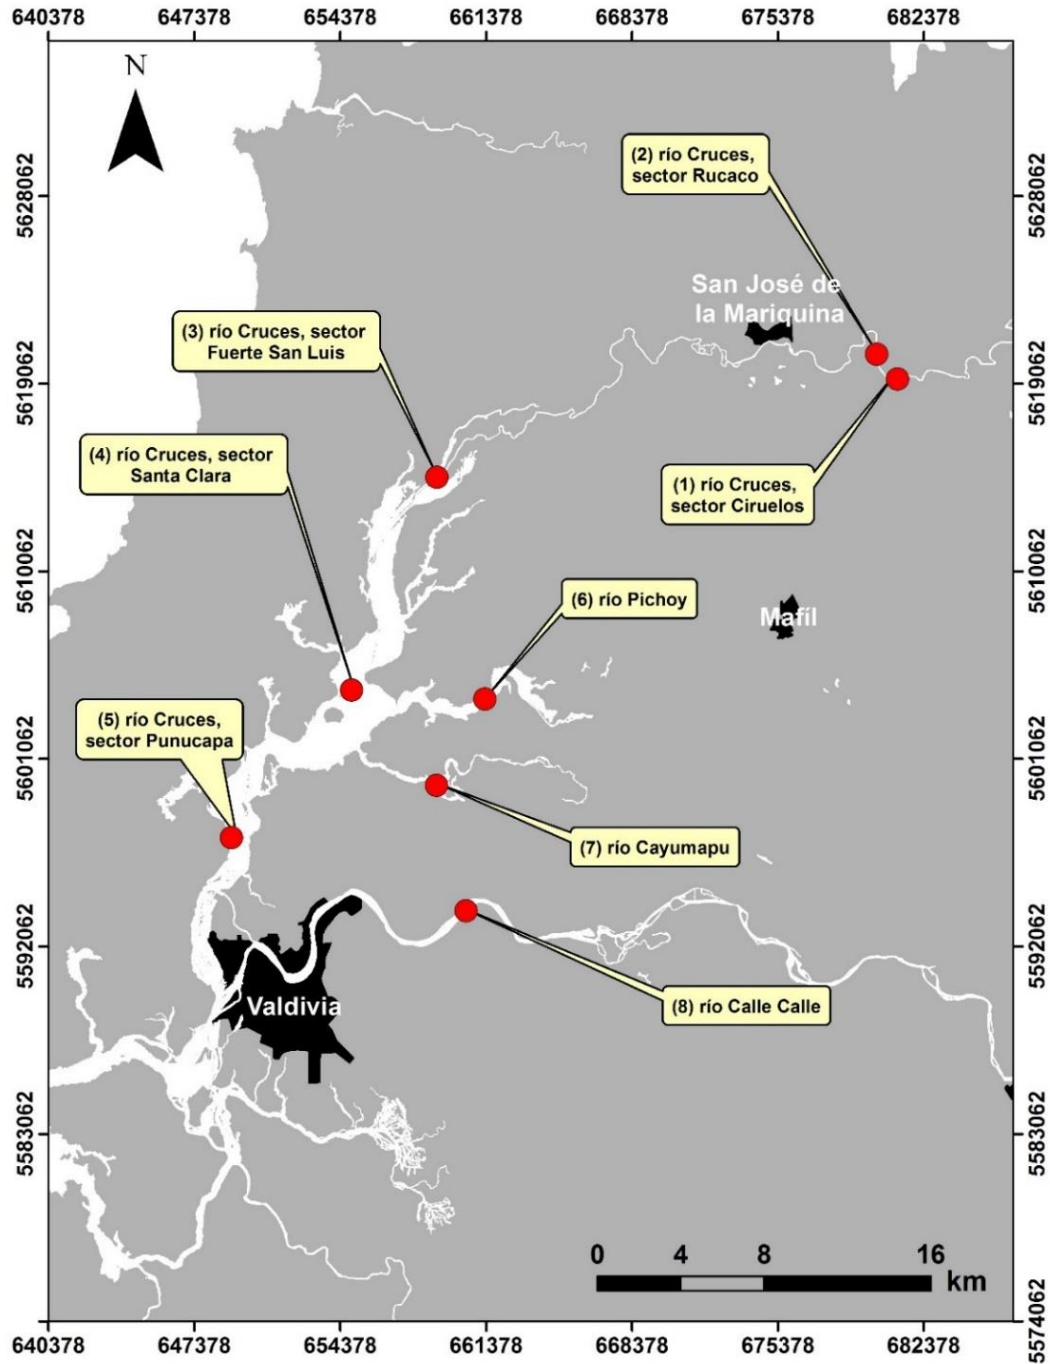 640378 647378 654378 661378 668378 675378 682378
N
(2) río Cruces,
sector Rucaco
5628062 5628062
San José de
la Mariquina
(3) río Cruces, sector
Fuerte San Luis
5619062 5619062
(4) río Cruces, sector
Santa Clara
(1) río Cruces,
sector Ciruelos
5610062 5610062
(6) río Pichoy
Mafíl
(5) río Cruces,
sector Punucapa
5601062 5601062
(7) río Cayumapu
5592062 5592062
Valdivia
(8) río Calle Calle
5583062 5583062
0 4 8 16
km
5574062 5574062
640378 647378 654378 661378 668378 675378 682378